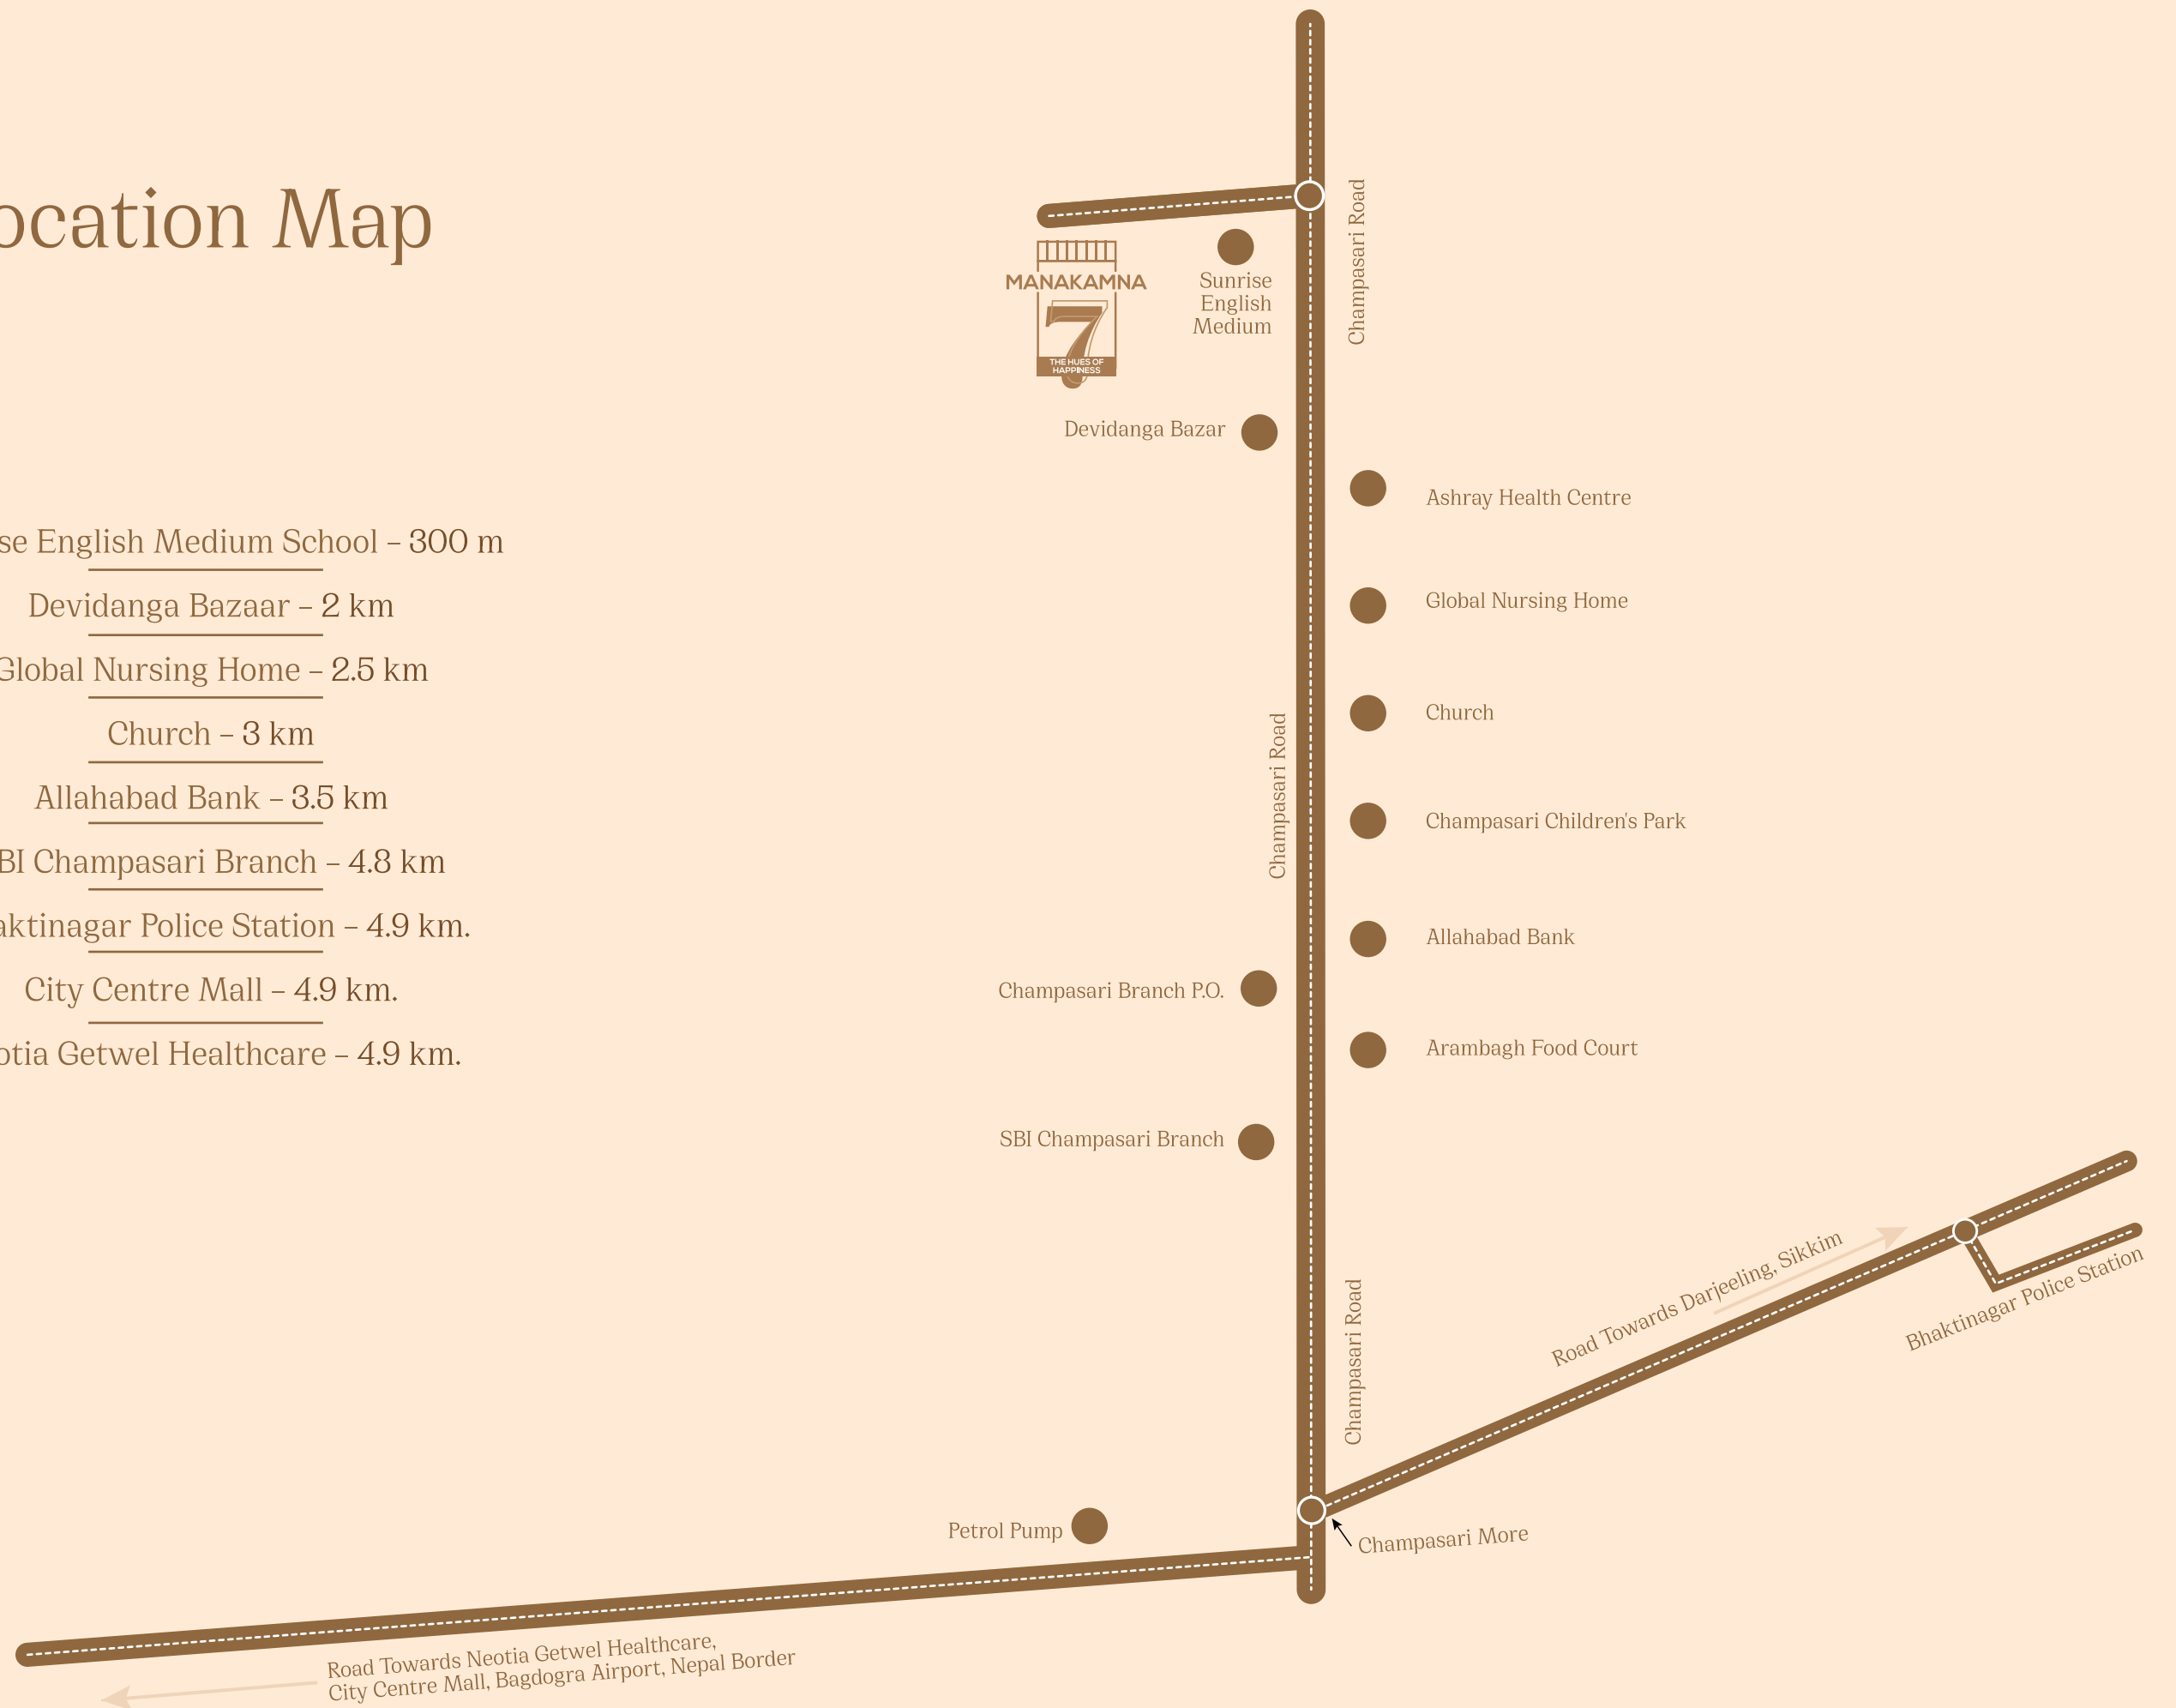 ocation Map
se English Medium School – 300 m
Devidanga Bazaar – 2 km
Global Nursing Home – 2.5 km
Church – 3 km
Allahabad Bank – 3.5 km
BI Champasari Branch – 4.8 km
aktinagar Police Station – 4.9 km.
City Centre Mall – 4.9 km.
otia Getwel Healthcare – 4.9 km.
Champasari Road
MANAKAMNA
7
THE HUES OF
HAPPINESS
Sunrise
English
Medium
Devidanga Bazar
Ashray Health Centre
Global Nursing Home
Church
Champasari Road
Champasari Children's Park
Allahabad Bank
Champasari Branch P.O.
Arambagh Food Court
SBI Champasari Branch
Road Towards Darjeeling, Sikkim
Bhaktinagar Police Station
Champasari Road
Petrol Pump
Champasari More
Road Towards Neotia Getwel Healthcare,
City Centre Mall, Bagdogra Airport, Nepal Border